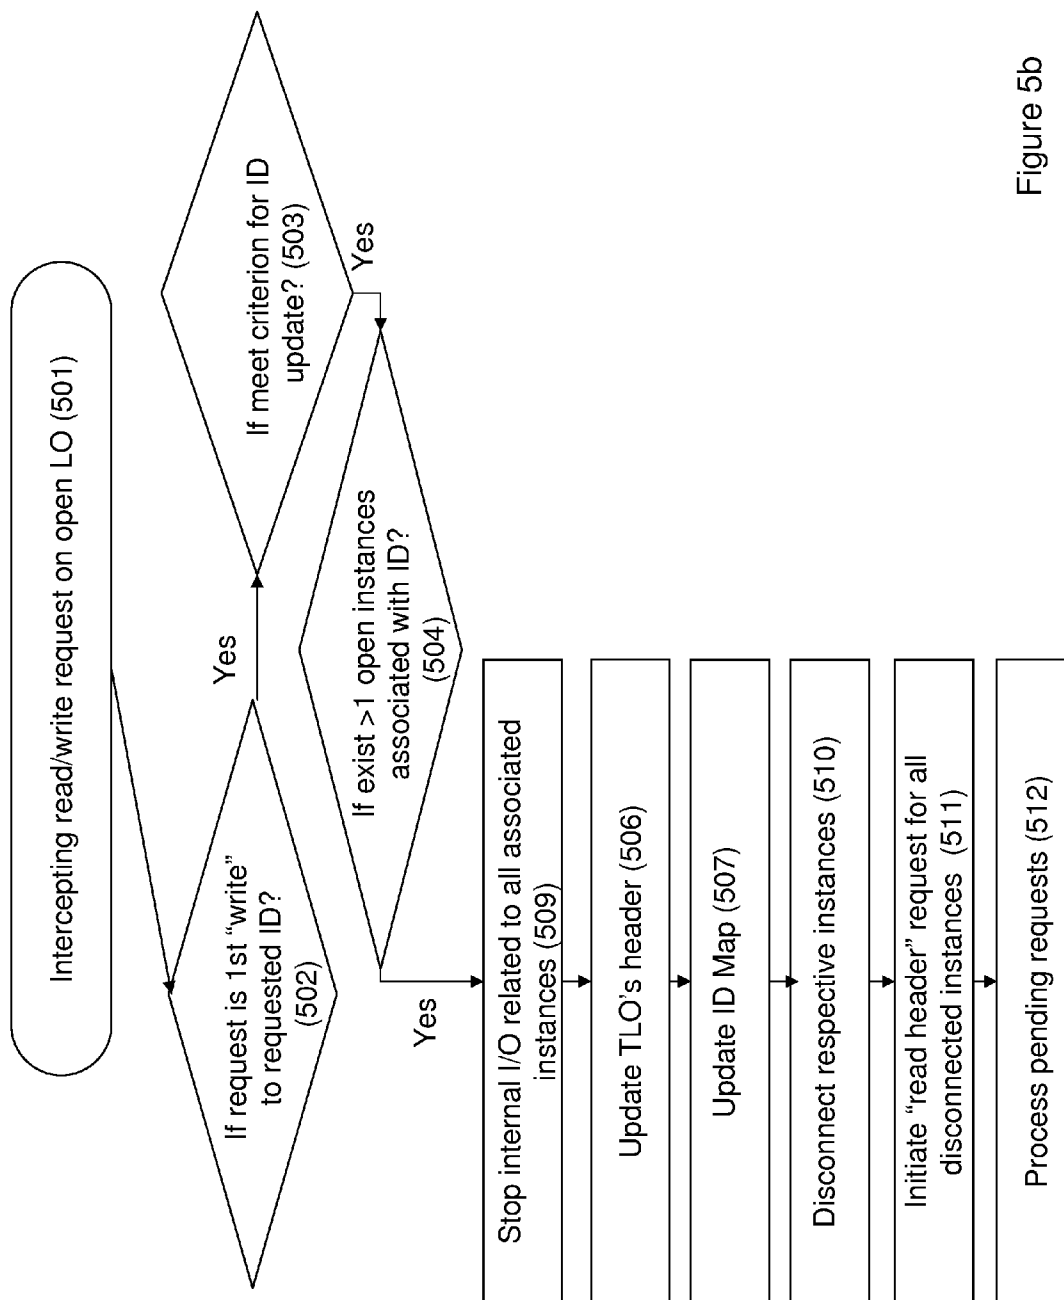 Intercepting read/write request on open LO (501)
If request is 1st “write”
to requested ID?
(502)
Yes
If meet criterion for ID
update? (503)
Yes
If exist >1 open instances
associated with ID?
(504)
Yes
Stop internal I/O related to all associated
instances (509)
Update TLO’s header (506)
Update ID Map (507)
Disconnect respective instances (510)
Initiate “read header” request for all
disconnected instances (511)
Process pending requests (512)
Figure 5b